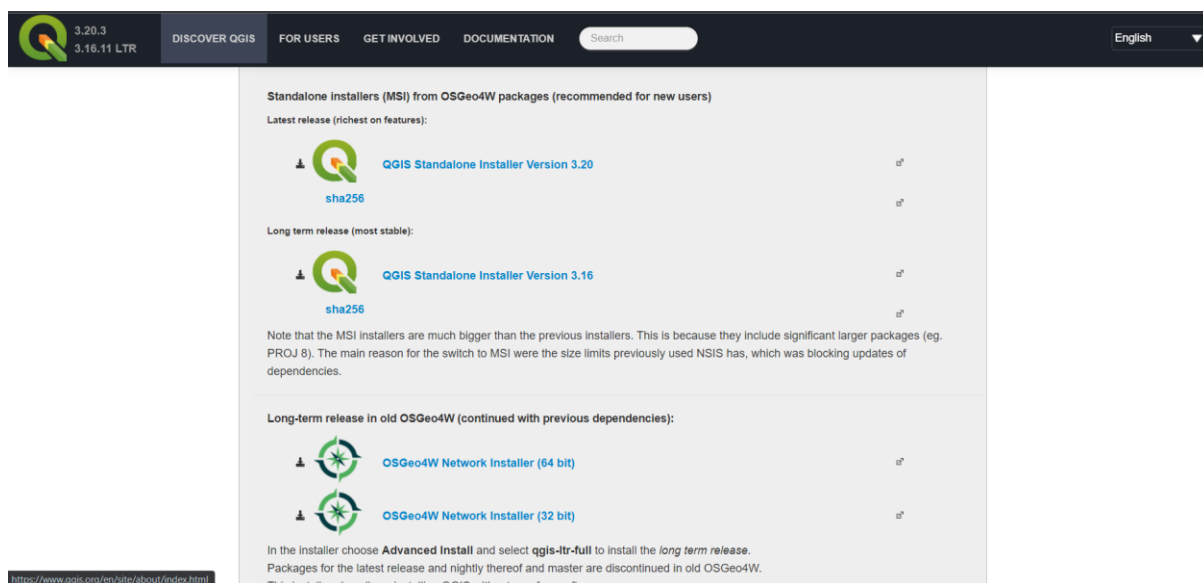 3.20.3
3.16.11 LTR
DISCOVER QGIS
FOR USERS
GET INVOLVED
DOCUMENTATION
Search
English
Standalone installers (MSI) from OSGeo4W packages (recommended for new users)
Latest release (richest on features):
QGIS Standalone Installer Version 3.20
sha256
Long term release (most stable):
QGIS Standalone Installer Version 3.16
sha256
Note that the MSI installers are much bigger than the previous installers. This is because they include significant larger packages (eg.
PROJ 8). The main reason for the switch to MSI were the size limits previously used NSIS has, which was blocking updates of
dependencies.
Long-term release in old OSGeo4W (continued with previous dependencies):
OSGeo4W Network Installer (64 bit)
OSGeo4W Network Installer (32 bit)
In the installer choose Advanced Install and select qgis-ltr-full to install the long term release.
Packages for the latest release and nightly thereof and master are discontinued in old OSGeo4W.
https://www.qgis.org/en/site/about/index.html